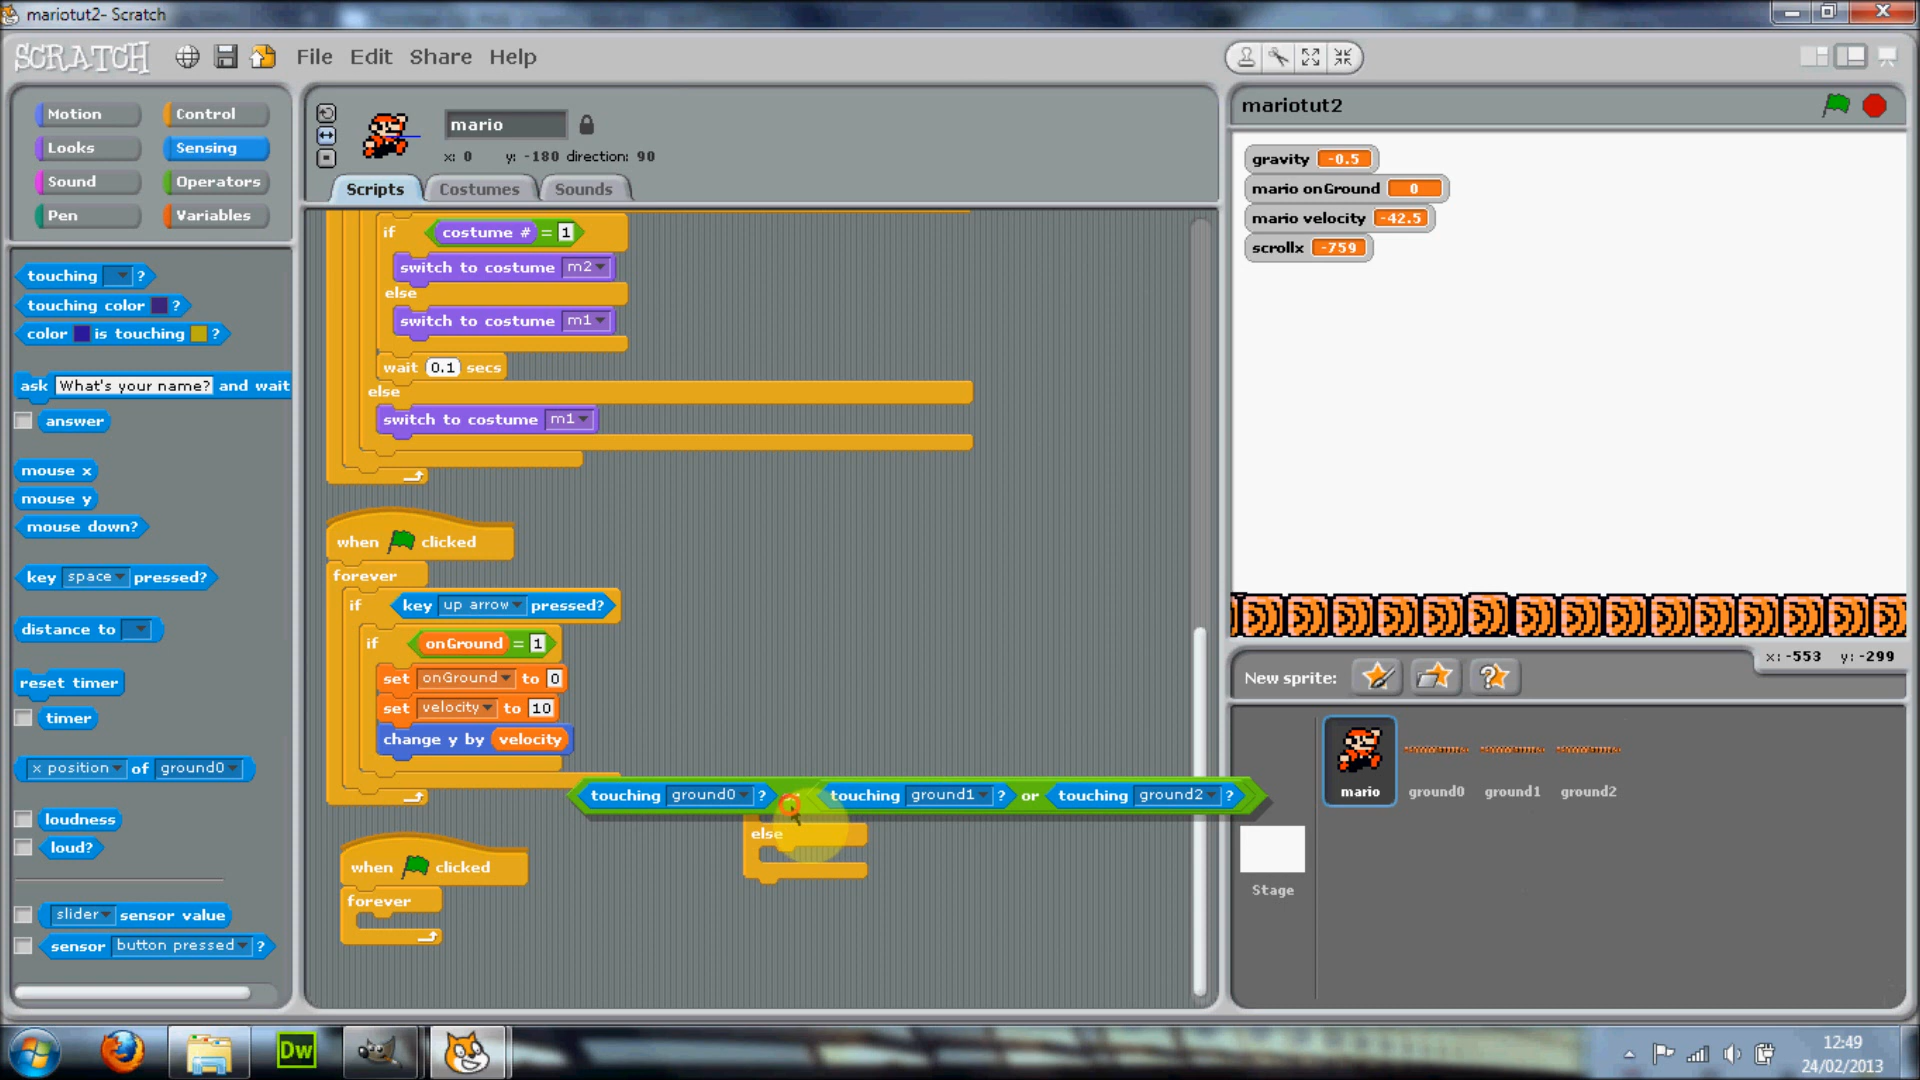 mariotut2- Scratch
SCRATCH File Edit Share Help
Motion Control
Looks Sensing
Sound Operators
Pen Variables
touching ?
touching color ?
color is touching ?
ask What's your name? and wait
answer
mouse x
mouse y
mouse down?
key space pressed?
distance to
reset timer
timer
x position of ground0
loudness
loud?
slider sensor value
sensor button pressed ?
mario
x: 0 y: -180 direction: 90
Scripts Costumes Sounds
if costume # = 1
switch to costume m2
else
switch to costume m1
wait 0.1 secs
else
switch to costume m1
when clicked
forever
if key up arrow pressed?
if onGround = 1
set onGround to 0
set velocity to 10
change y by velocity
touching ground0 ? touching ground1 ? or touching ground2 ?
else
when clicked
forever
mariotut2
gravity -0.5
mario onGround 0
mario velocity -42.5
scrollx -759
x: -553 y: -299
New sprite:
mario ground0 ground1 ground2
Stage
Dw
12:49
24/02/2013